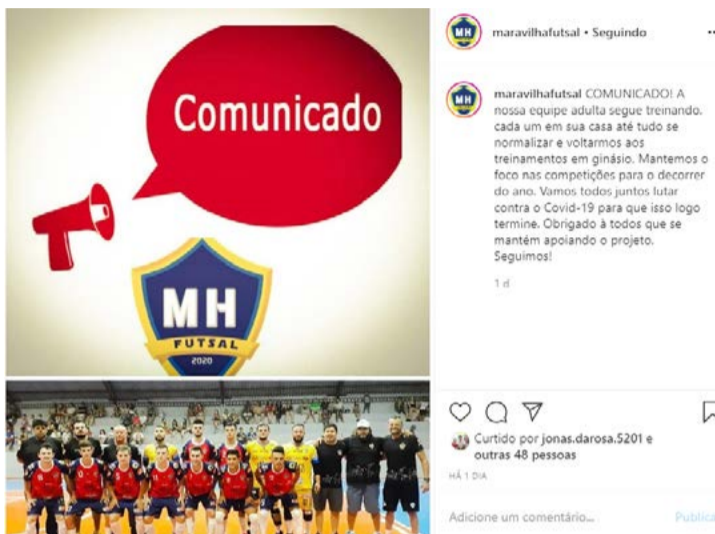 Comunicado
MH
FUTSAL
2020
MH
maravilhafutsal • Seguindo
MH
maravilhafutsal COMUNICADO! A
nossa equipe adulta segue treinando,
cada um em sua casa até tudo se
normalizar e voltarmos aos
treinamentos em ginásio. Mantemos o
foco nas competições para o decorrer
do ano. Vamos todos juntos lutar
contra o Covid-19 para que isso logo
termine. Obrigado à todos que se
mantém apoiando o projeto.
Seguimos!
1 d
Curtido por jonas.darosa.5201 e
outras 48 pessoas
HÁ 1 DIA
Adicione um comentário...
Publica